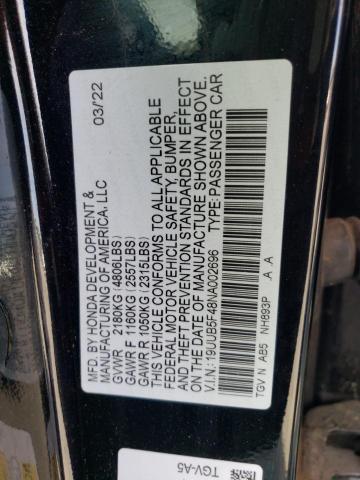 MFD. BY HONDA DEVELOPMENT &
MANUFACTURING OF AMERICA, LLC 03/22
GVWR 2180KG (4806LBS)
GAWR F 1160KG (2557LBS)
GAWR R 1050KG (2315LBS)
THIS VEHICLE CONFORMS TO ALL APPLICABLE
FEDERAL MOTOR VEHICLE SAFETY, BUMPER,
AND THEFT PREVENTION STANDARDS IN EFFECT
ON THE DATE OF MANUFACTURE SHOWN ABOVE.
V.I.N.:19UUB5F48NA002696 TYPE:PASSENGER CAR
TGV N AB5 NH893P A A
TGV-A5